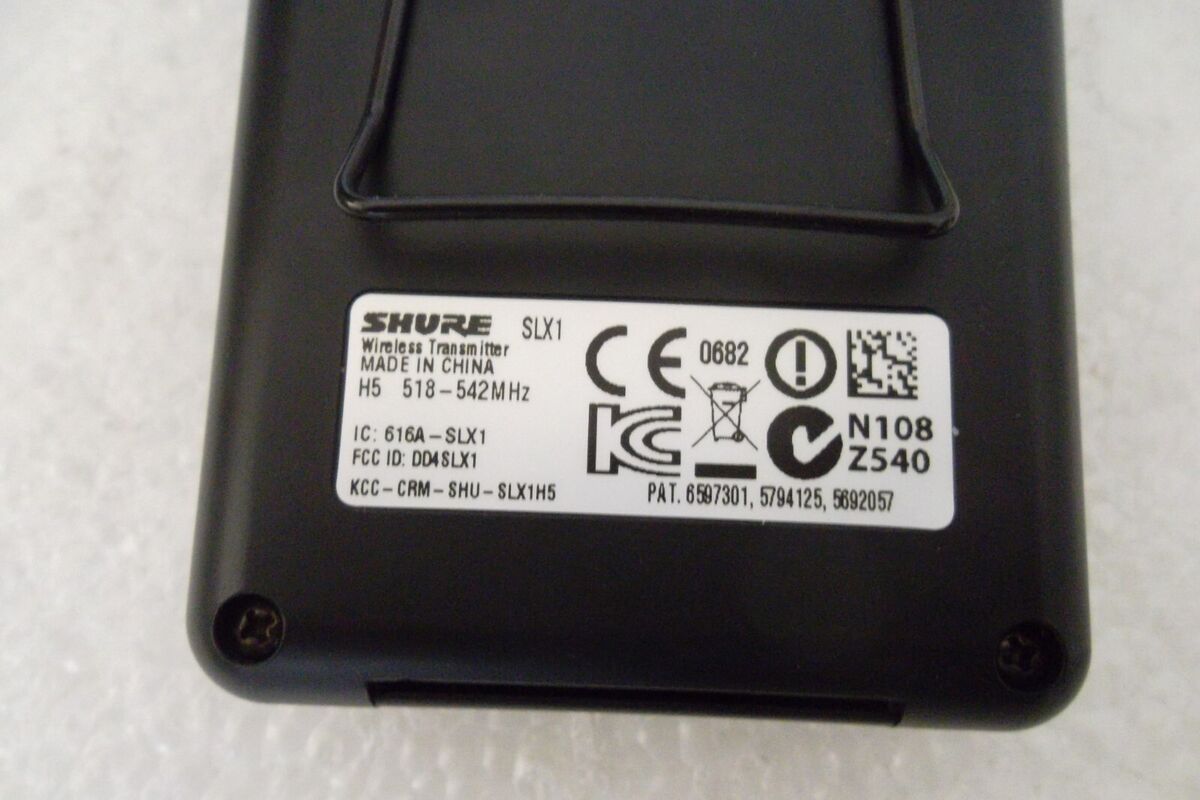 SHURE SLX1
Wireless Transmitter
MADE IN CHINA
H5 518-542MHz
IC: 616A-SLX1
FCC ID: DD4SLX1
KCC-CRM-SHU-SLX1H5
CE 0682
KC
N108
Z540
PAT. 6597301, 5794125, 5692057